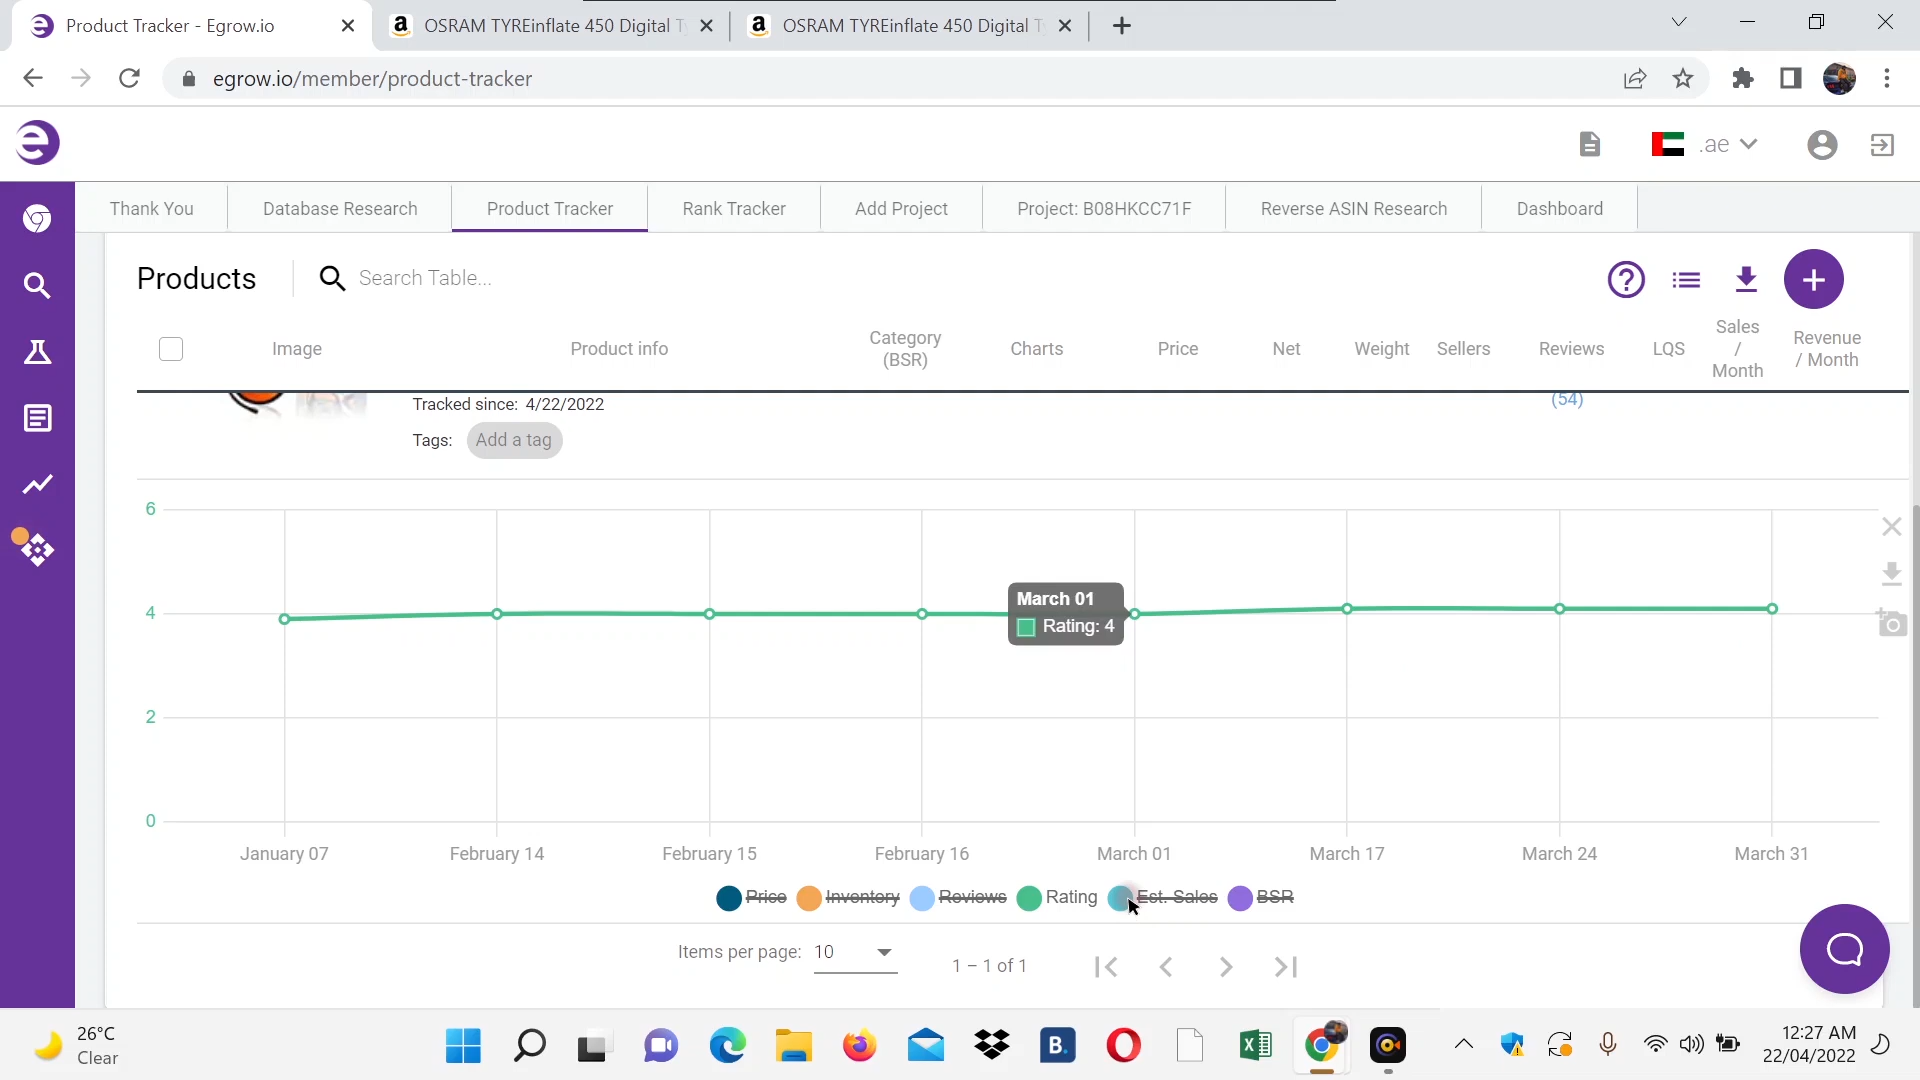 Product Tracker - Egrow.io
OSRAM TYREinflate 450 Digital T
OSRAM TYREinflate 450 Digital T
egrow.io/member/product-tracker
.ae
Thank You
Database Research
Product Tracker
Rank Tracker
Add Project
Project: B08HKCC71F
Reverse ASIN Research
Dashboard
Products
Search Table...
Image
Product info
Category
(BSR)
Charts
Price
Net
Weight
Sellers
Reviews
LQS
Sales
/
Month
Revenue
/ Month
Tracked since: 4/22/2022
(54)
Tags: Add a tag
6
4
2
0
March 01
Rating: 4
January 07
February 14
February 15
February 16
March 01
March 17
March 24
March 31
Price
Inventory
Reviews
Rating
Est. Sales
BSR
Items per page: 10
1 – 1 of 1
26°C
Clear
B.
12:27 AM
22/04/2022